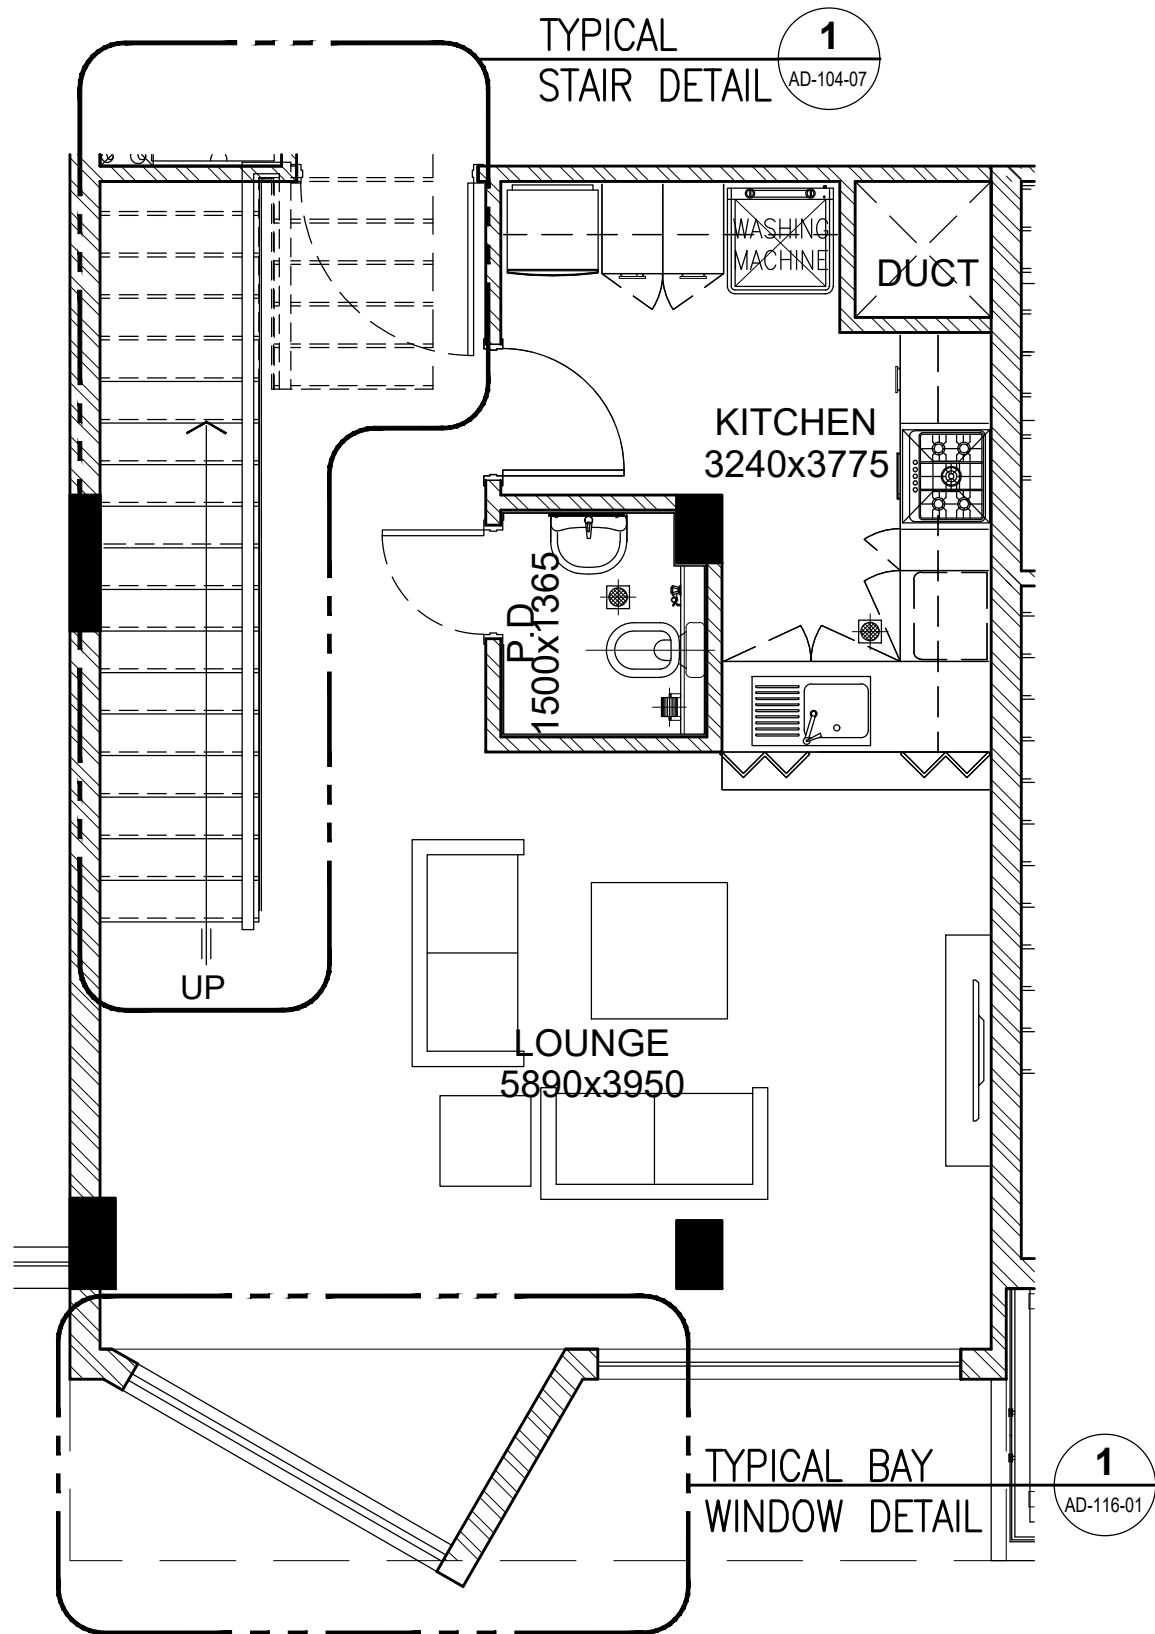 TYPICAL
STAIR DETAIL
1
AD-104-07
WASHING
MACHINE
DUCT
KITCHEN
3240x3775
P.D
1500x1365
UP
LOUNGE
5890x3950
TYPICAL BAY
WINDOW DETAIL
1
AD-116-01